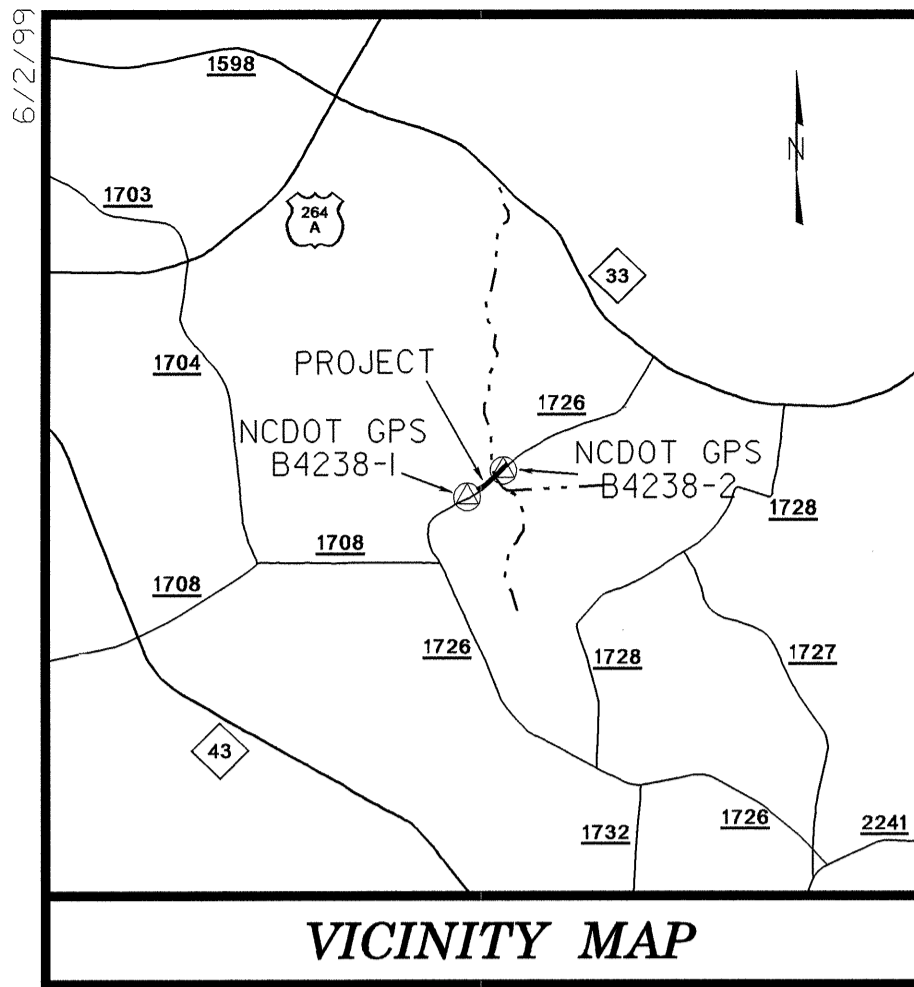 6/2/99
1598
1703
264
A
N
33
1704
PROJECT
1726
NCDOT GPS
B4238-1
NCDOT GPS
B4238-2
1728
1708
1708
1726
1728
1727
43
1732
1726
2241
VICINITY MAP